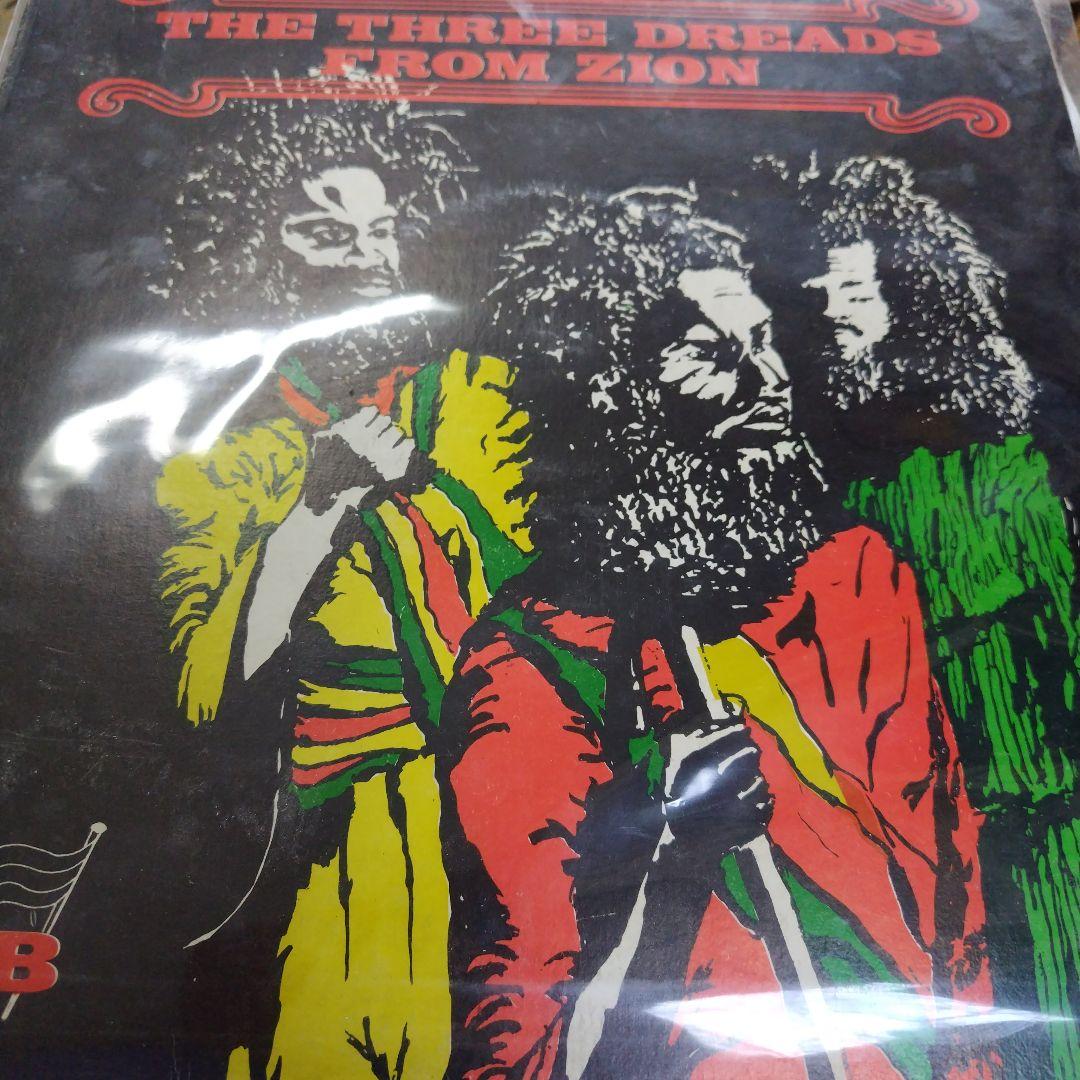 THE THREE DREADS
FROM ZION
B